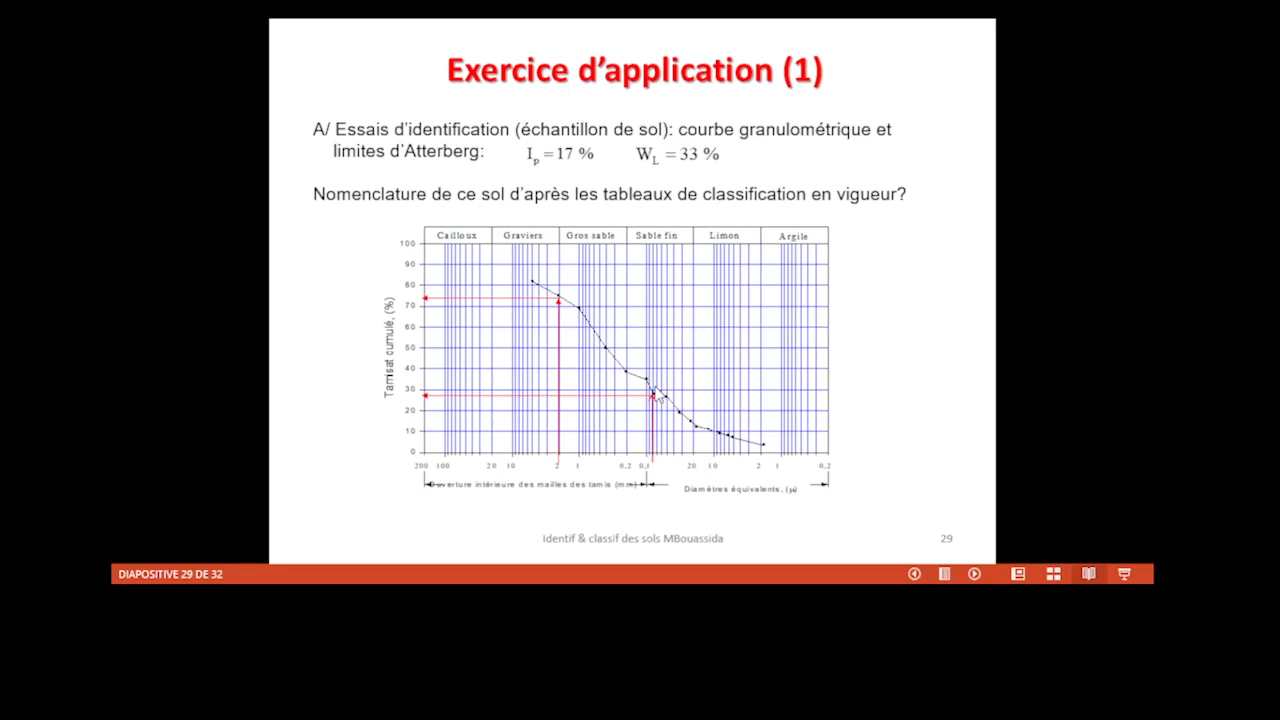 Exercice d'application (1)
A/ Essais d'identification (échantillon de sol): courbe granulométrique et
limites d'Atterberg: Ip = 17 % WL = 33 %
Nomenclature de ce sol d'après les tableaux de classification en vigueur?
Cailloux Graviers Gros sable Sable fin Limon Argile
Tamisat cumulé, (%)
100
90
80
70
60
50
40
30
20
10
0
200 100 20 10 2 1 0,2 0,1 20 10 2 1 0,2
Ouverture intérieure des mailles des tamis (mm) Diamètres équivalents, (µ)
Identif & classif des sols MBouassida 29
DIAPOSITIVE 29 DE 32